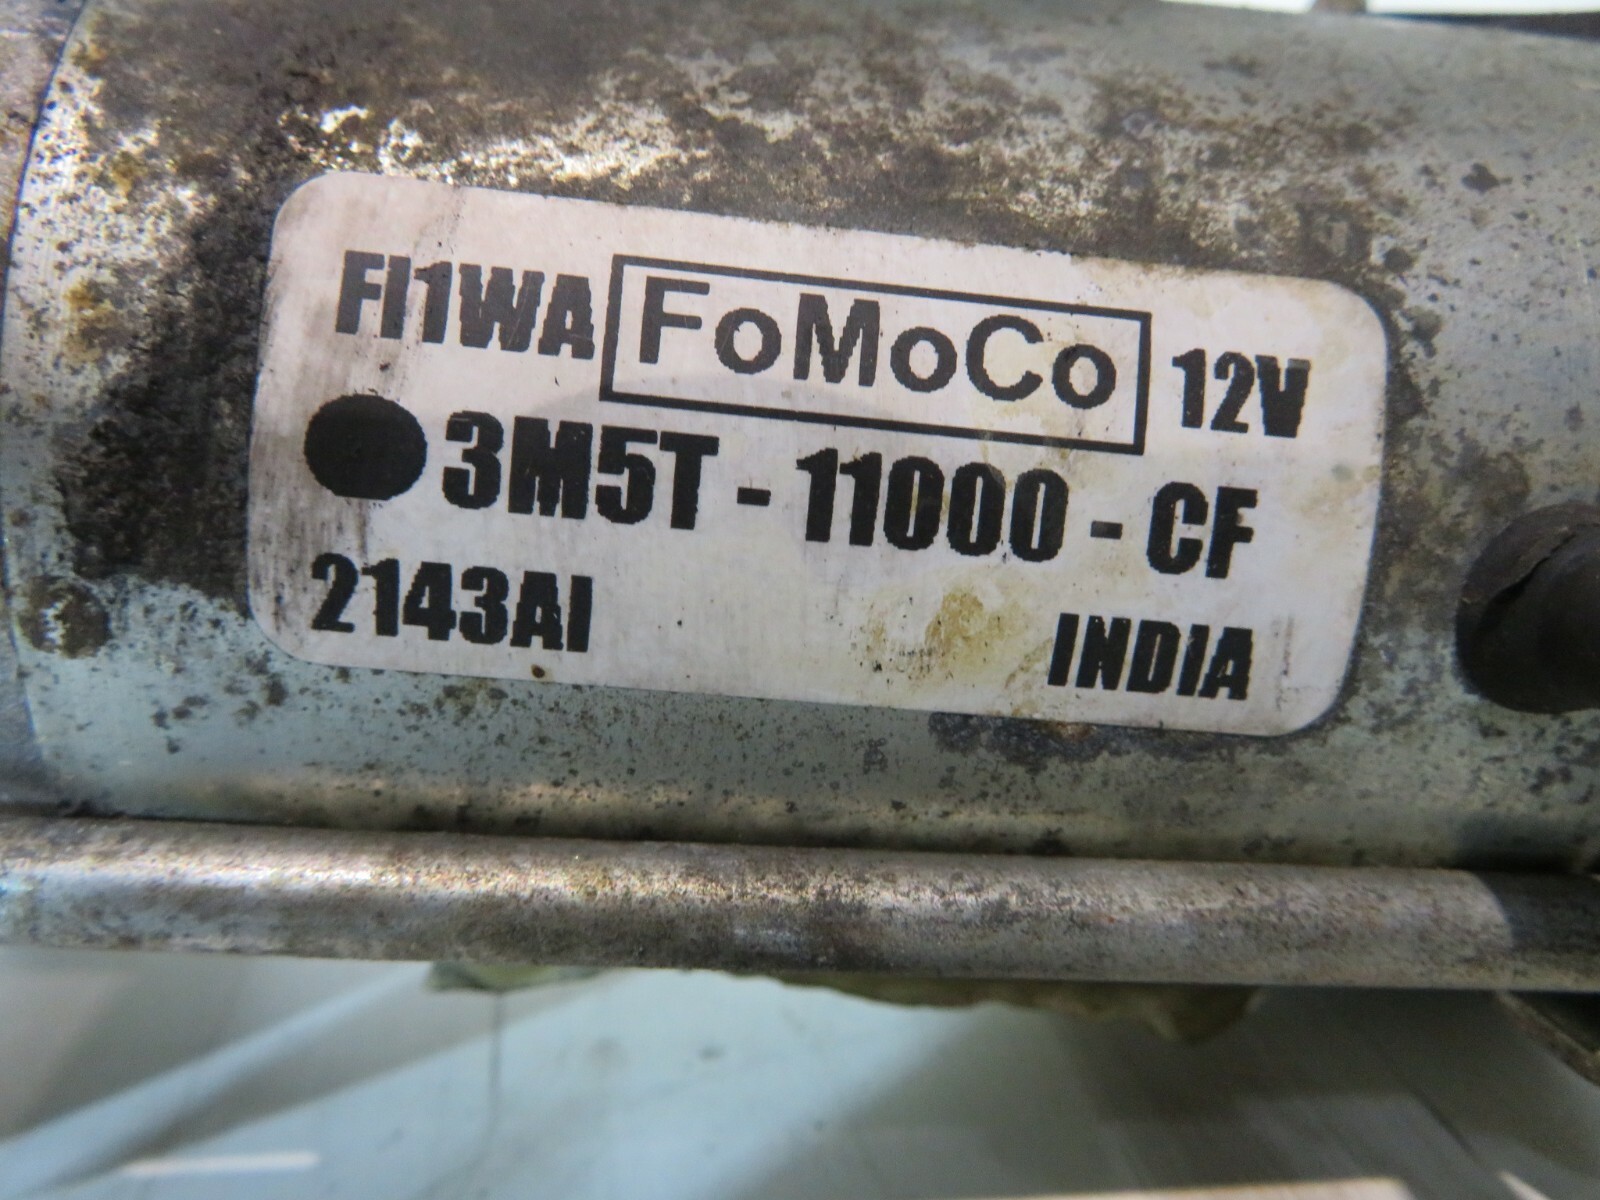 FI1WA FoMoCo 12V
3M5T - 11000 - CF
2143AI INDIA